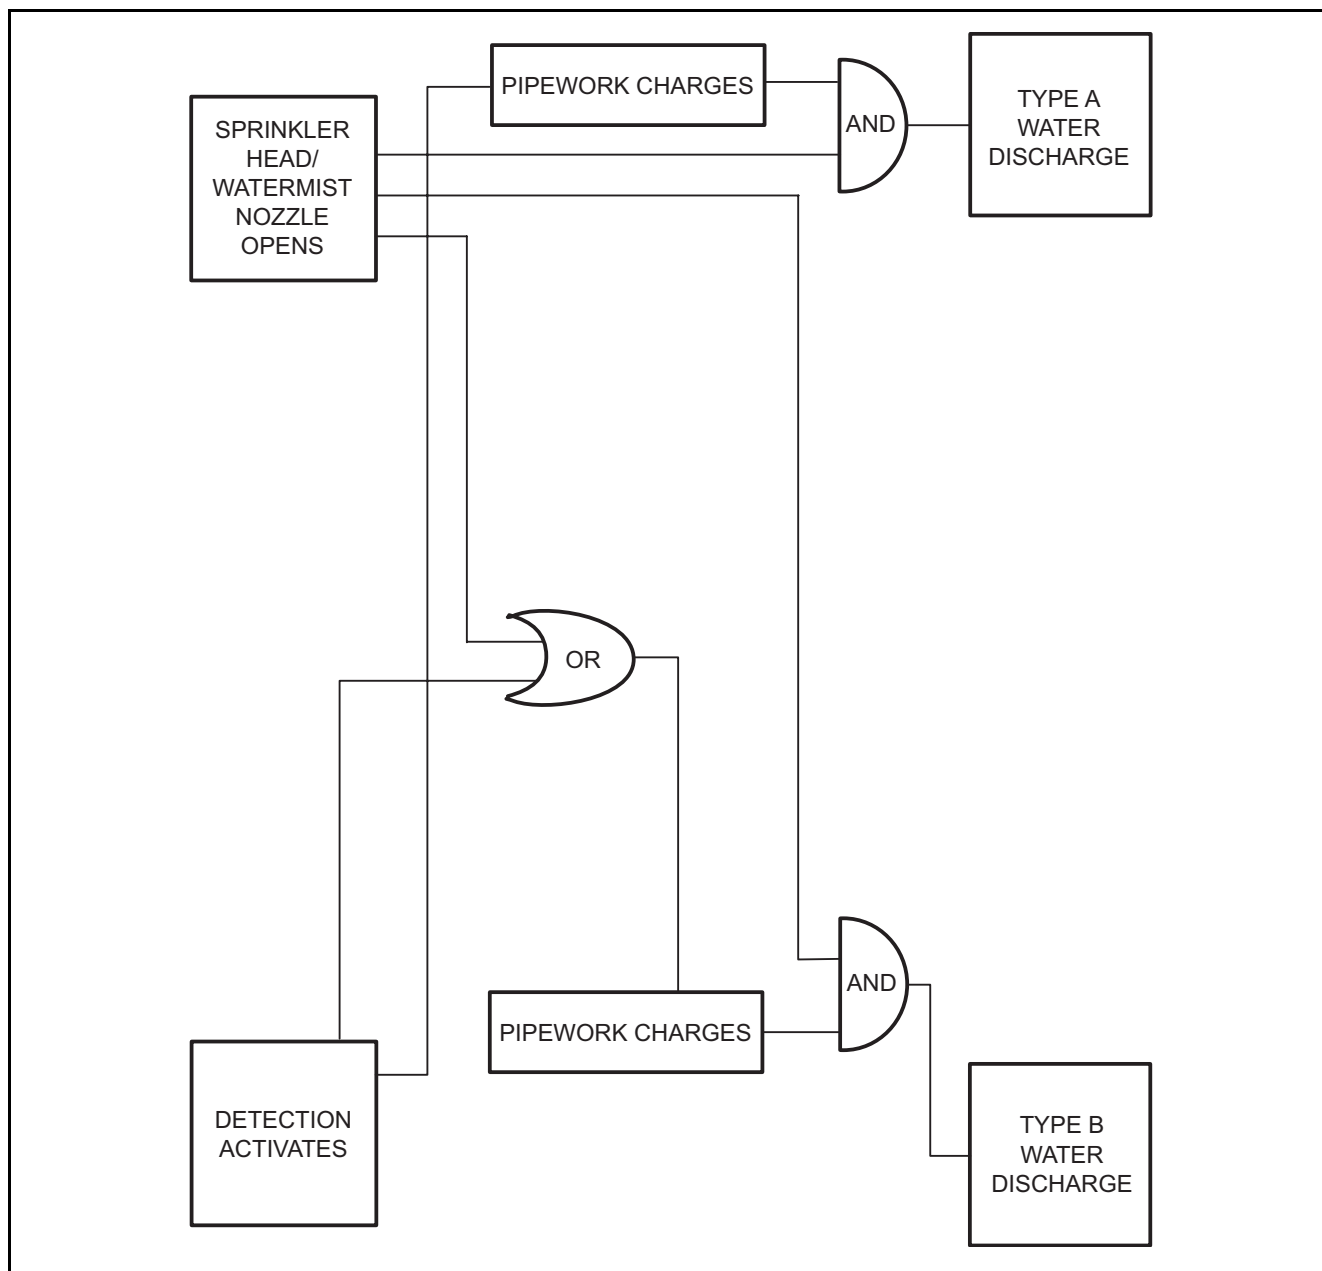 PIPEWORK CHARGES
AND
TYPE A
WATER
DISCHARGE
SPRINKLER
HEAD/
WATERMIST
NOZZLE
OPENS
OR
AND
PIPEWORK CHARGES
DETECTION
ACTIVATES
TYPE B
WATER
DISCHARGE